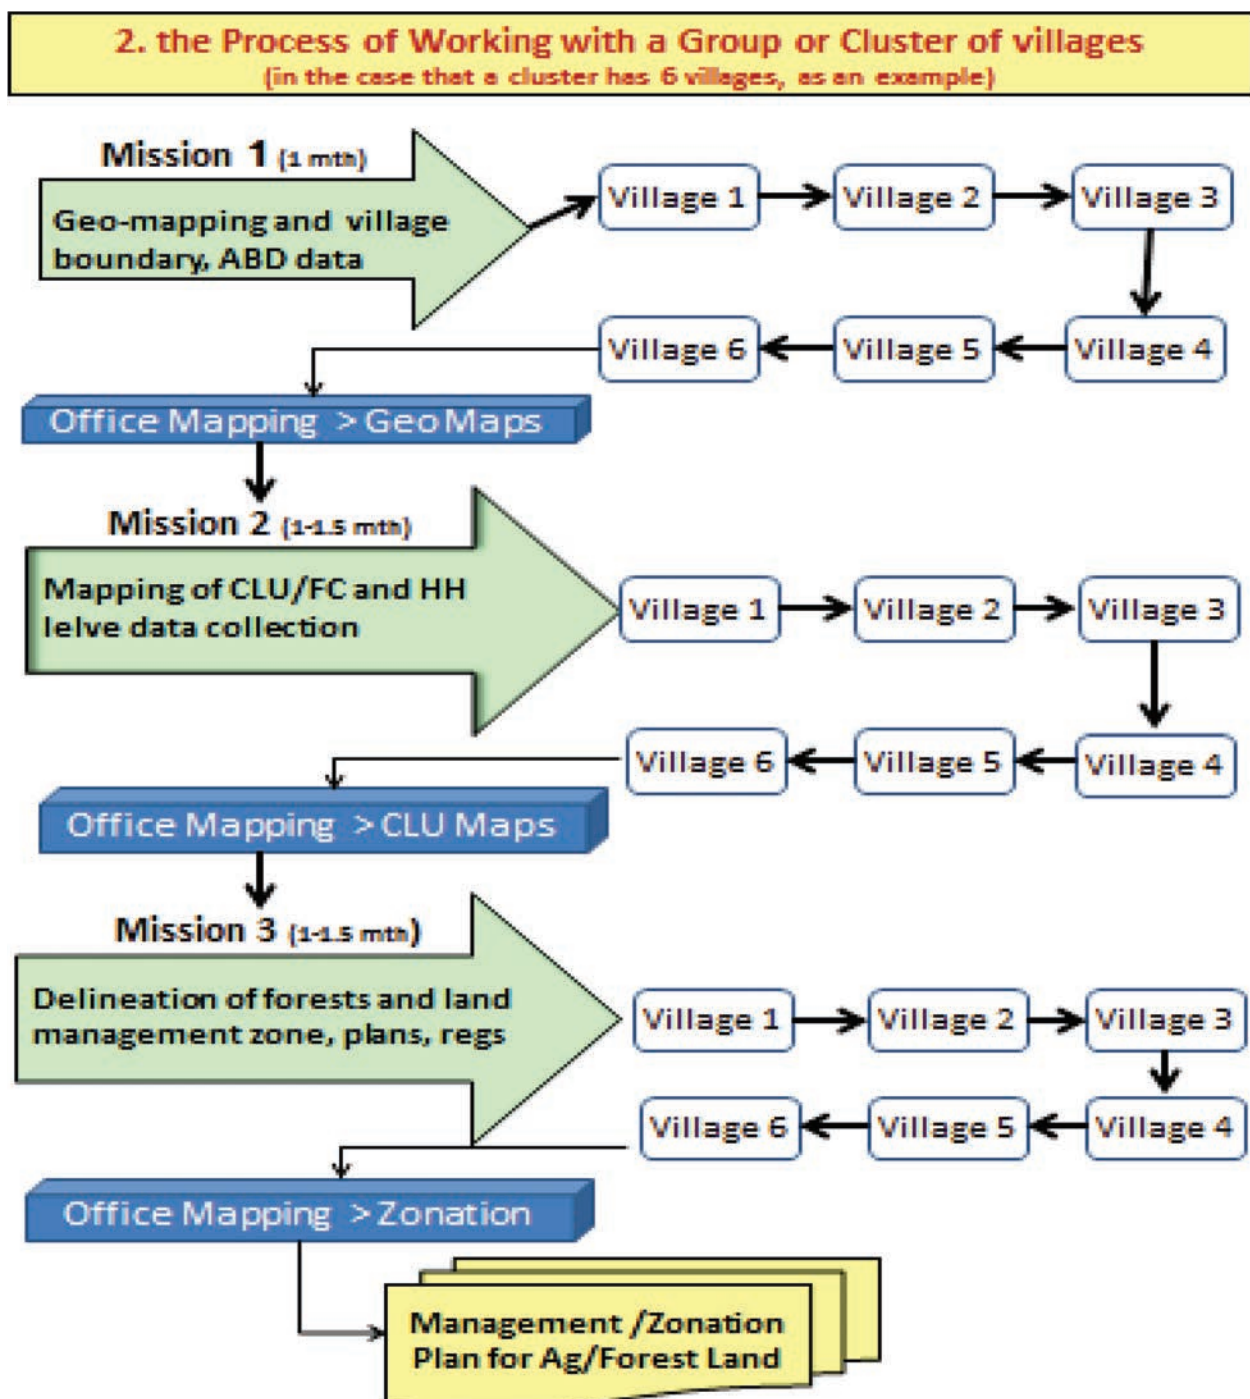 2. the Process of Working with a Group or Cluster of villages
(in the case that a cluster has 6 villages, as an example)
Mission 1 (1 mth)
Geo-mapping and village
boundary, ABD data
Village 1
Village 2
Village 3
Village 6
Village 5
Village 4
Office Mapping > Geo Maps
Mission 2 (1-1.5 mth)
Mapping of CLU/FC and HH
lelve data collection
Village 1
Village 2
Village 3
Village 6
Village 5
Village 4
Office Mapping > CLU Maps
Mission 3 (1-1.5 mth)
Delineation of forests and land
management zone, plans, regs
Village 1
Village 2
Village 3
Village 6
Village 5
Village 4
Office Mapping > Zonation
Management /Zonation
Plan for Ag/Forest Land